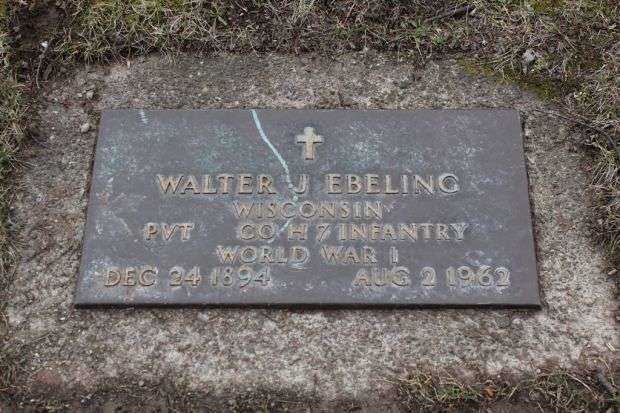 WALTER J EBELING
WISCONSIN
PVT CO H 7 INFANTRY
WORLD WAR I
DEC 24 1894 AUG 2 1962